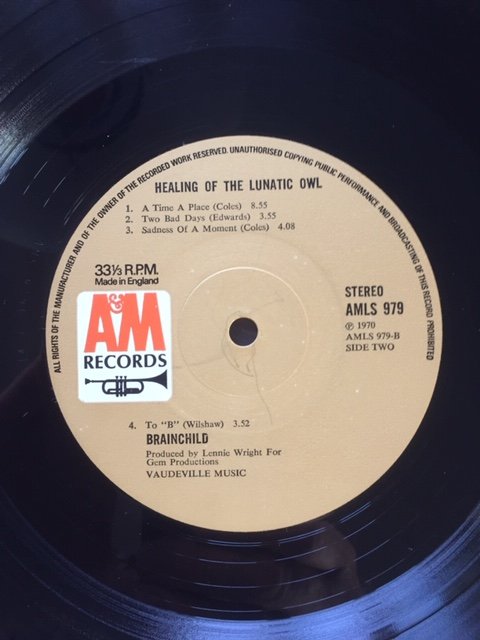 ALL RIGHTS OF THE MANUFACTURER AND OF THE OWNER OF THE RECORDED WORK RESERVED. UNAUTHORISED COPYING PUBLIC PERFORMANCE AND BROADCASTING OF THIS RECORD PROHIBITED
HEALING OF THE LUNATIC OWL
1. A Time A Place (Coles) 8.55
2. Two Bad Days (Edwards) 3.55
3. Sadness Of A Moment (Coles) 4.08
33⅓ R.P.M.
Made in England
A&M
RECORDS
STEREO
AMLS 979
Ⓟ 1970
AMLS 979-B
SIDE TWO
4. To "B" (Wilshaw) 3.52
BRAINCHILD
Produced by Lennie Wright For
Gem Productions
VAUDEVILLE MUSIC